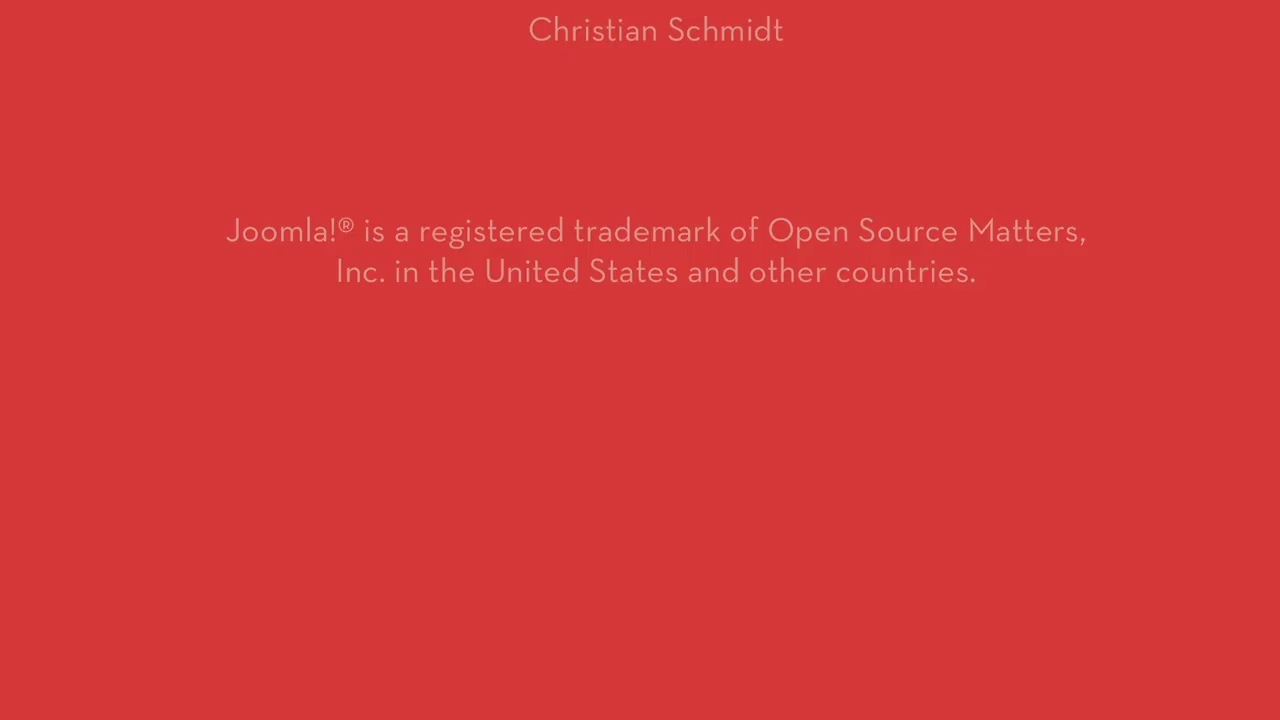 Christian Schmidt
Joomla!® is a registered trademark of Open Source Matters,
Inc. in the United States and other countries.